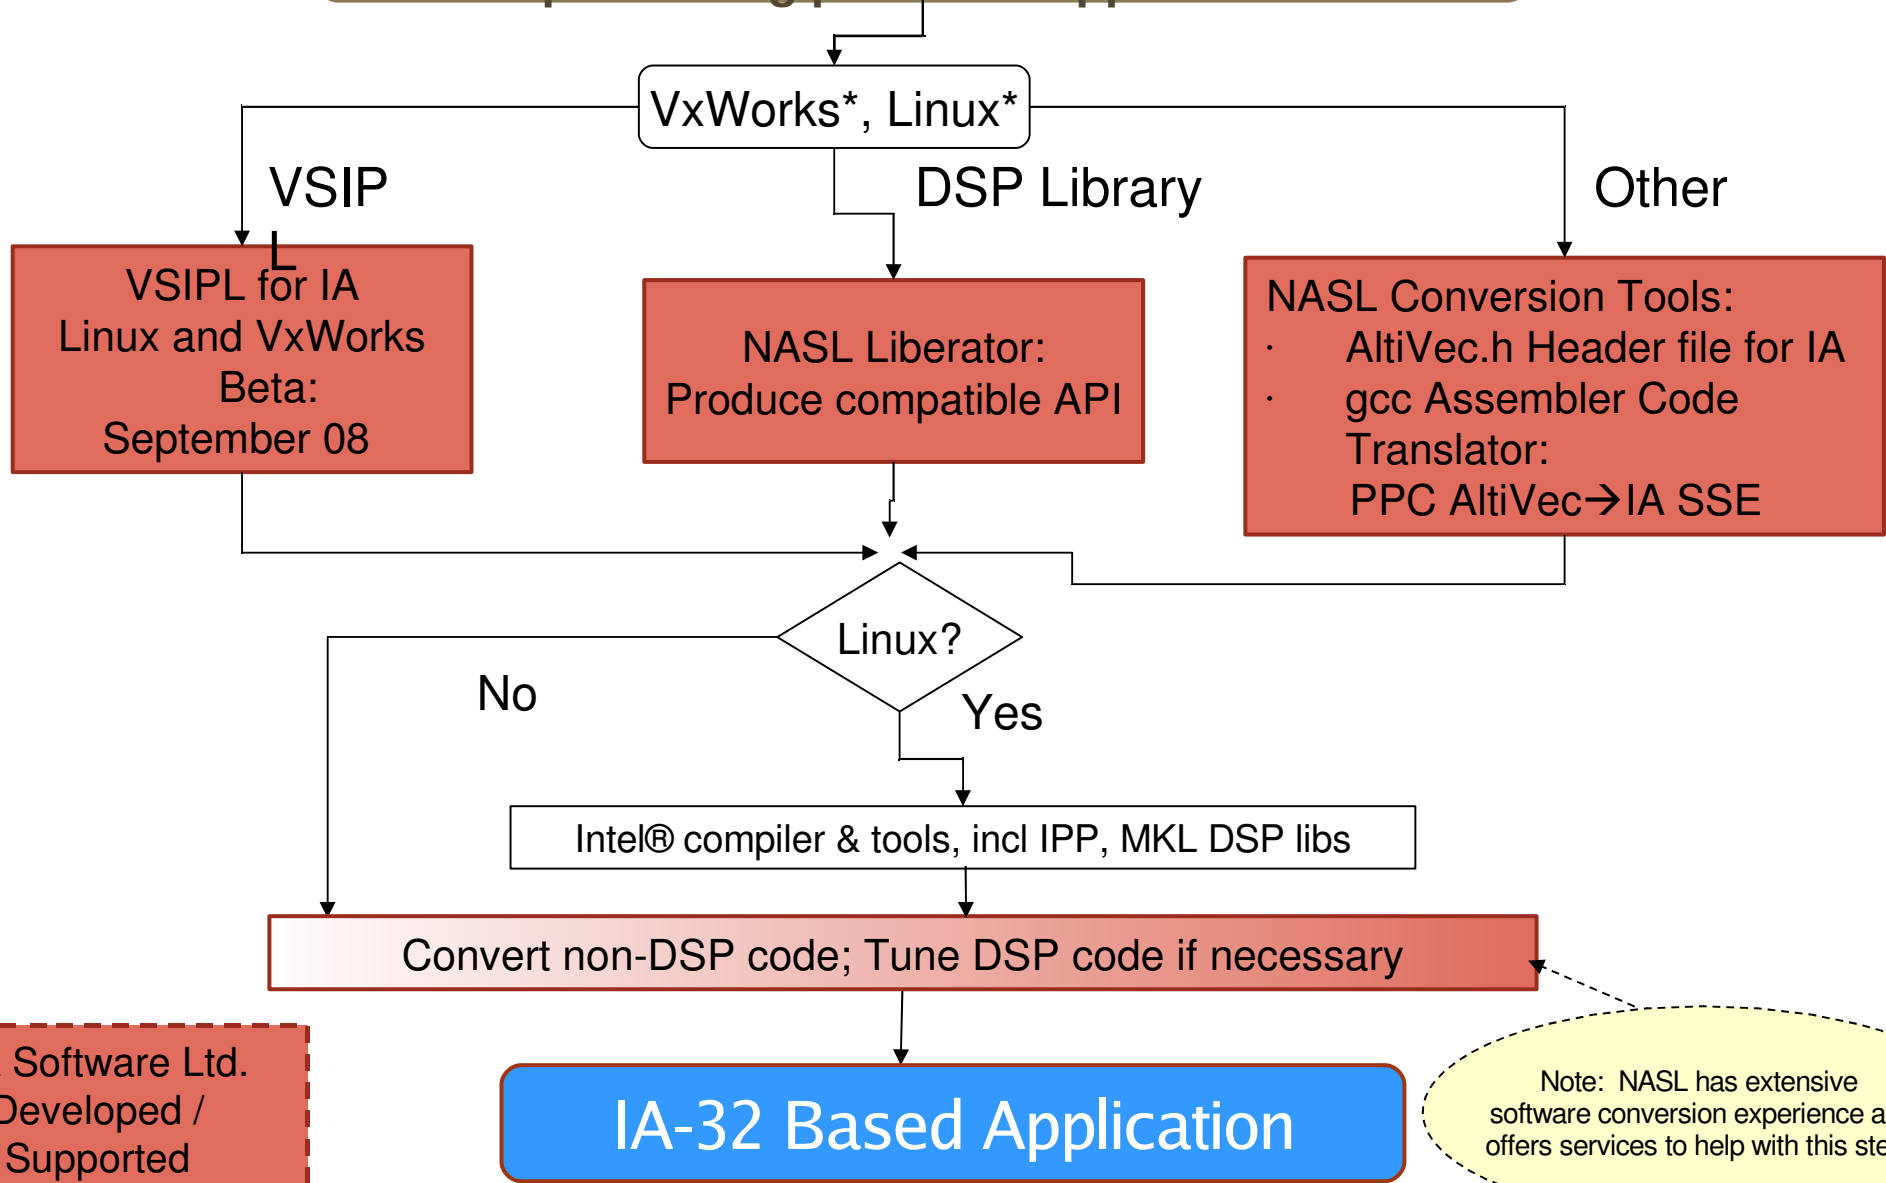 VxWorks*, Linux*
VSIP
L
DSP Library
Other
VSIPL for IA
Linux and VxWorks
Beta:
September 08
NASL Liberator:
Produce compatible API
NASL Conversion Tools:
· AltiVec.h Header file for IA
· gcc Assembler Code
Translator:
PPC AltiVec→IA SSE
Linux?
No
Yes
Intel® compiler & tools, incl IPP, MKL DSP libs
Convert non-DSP code; Tune DSP code if necessary
Software Ltd.
Developed /
Supported
IA-32 Based Application
Note: NASL has extensive
software conversion experience
offers services to help with this